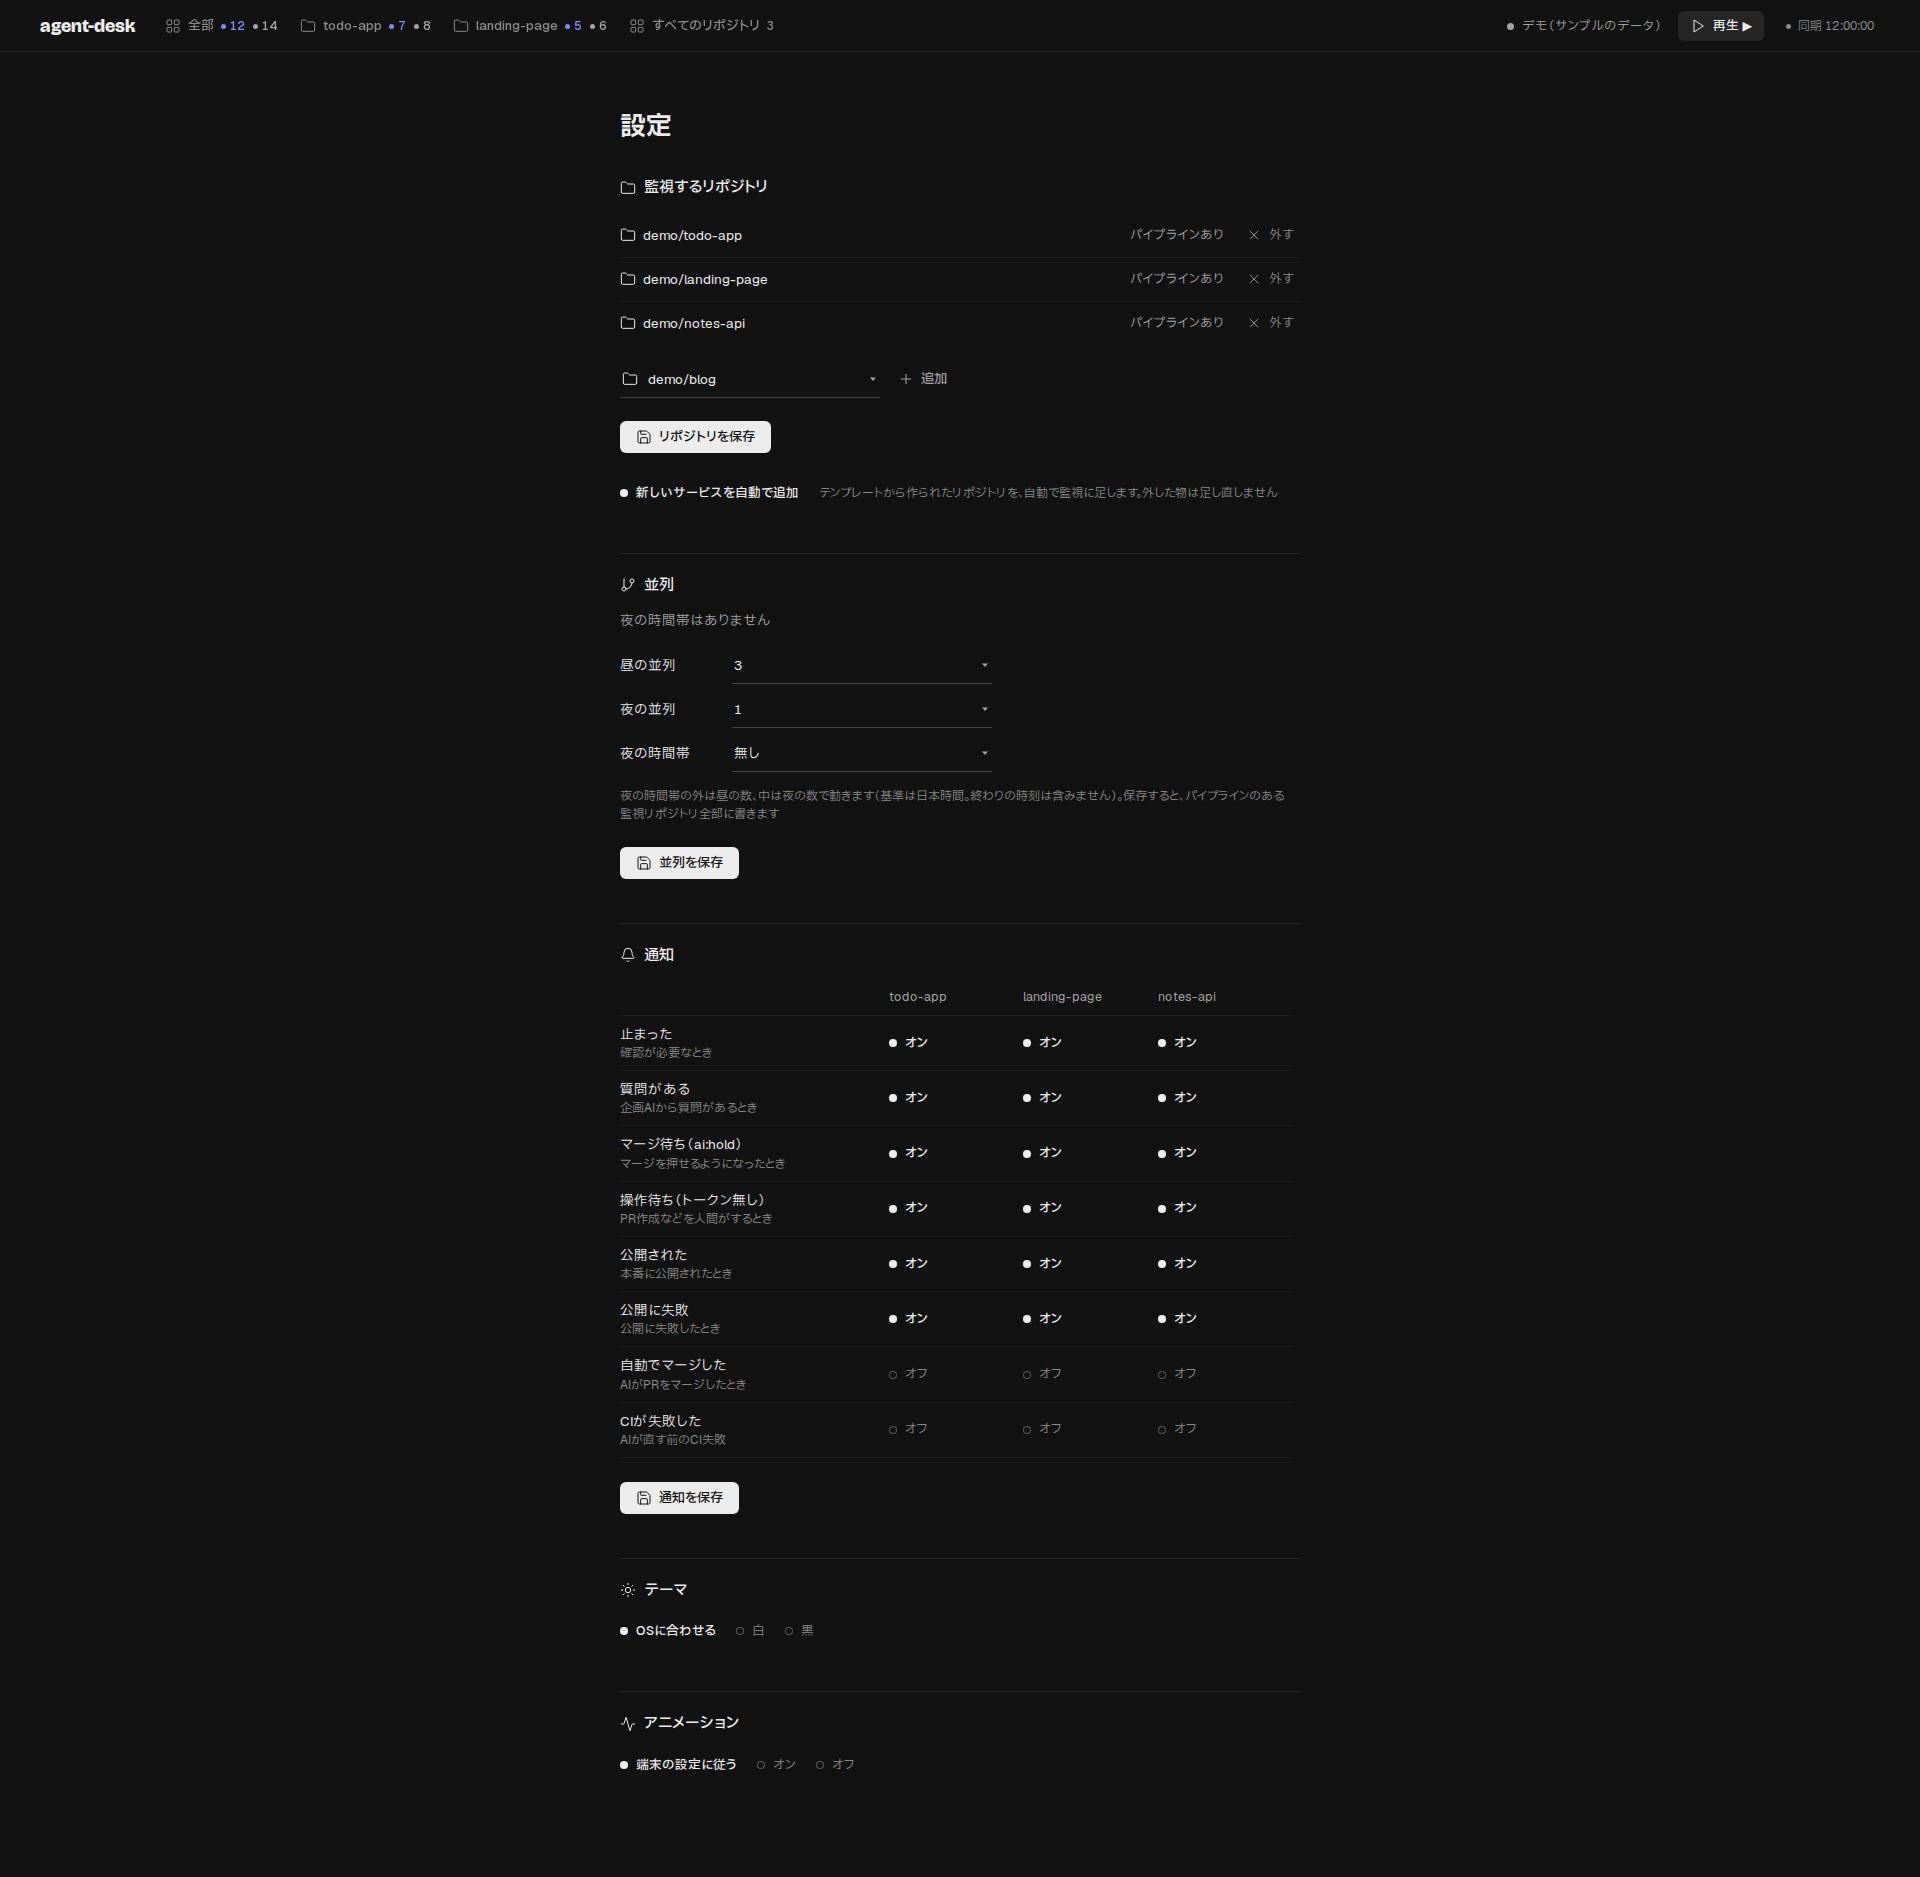 agent-desk 全部 12 14 todo-app 7 8 landing-page 5 6 すべてのリポジトリ 3 デモ（サンプルのデータ） 再生 ▶ 同期 12:00:00
設定
監視するリポジトリ
demo/todo-app パイプラインあり 外す
demo/landing-page パイプラインあり 外す
demo/notes-api パイプラインあり 外す
demo/blog 追加
リポジトリを保存
新しいサービスを自動で追加 テンプレートから作られたリポジトリを、自動で監視に足します。外した物は足し直しません
並列
夜の時間帯はありません
昼の並列 3
夜の並列 1
夜の時間帯 無し
夜の時間帯の外は昼の数、中は夜の数で動きます（基準は日本時間。終わりの時刻は含みません）。保存すると、パイプラインのある
監視リポジトリ全部に書きます
並列を保存
通知
todo-app landing-page notes-api
止まった
確認が必要なとき
オン オン オン
質問がある
企画AIから質問があるとき
オン オン オン
マージ待ち（ai:hold）
マージを押せるようになったとき
オン オン オン
操作待ち（トークン無し）
PR作成などを人間がするとき
オン オン オン
公開された
本番に公開されたとき
オン オン オン
公開に失敗
公開に失敗したとき
オン オン オン
自動でマージした
AIがPRをマージしたとき
オフ オフ オフ
CIが失敗した
AIが直す前のCI失敗
オフ オフ オフ
通知を保存
テーマ
OSに合わせる 白 黒
アニメーション
端末の設定に従う オン オフ